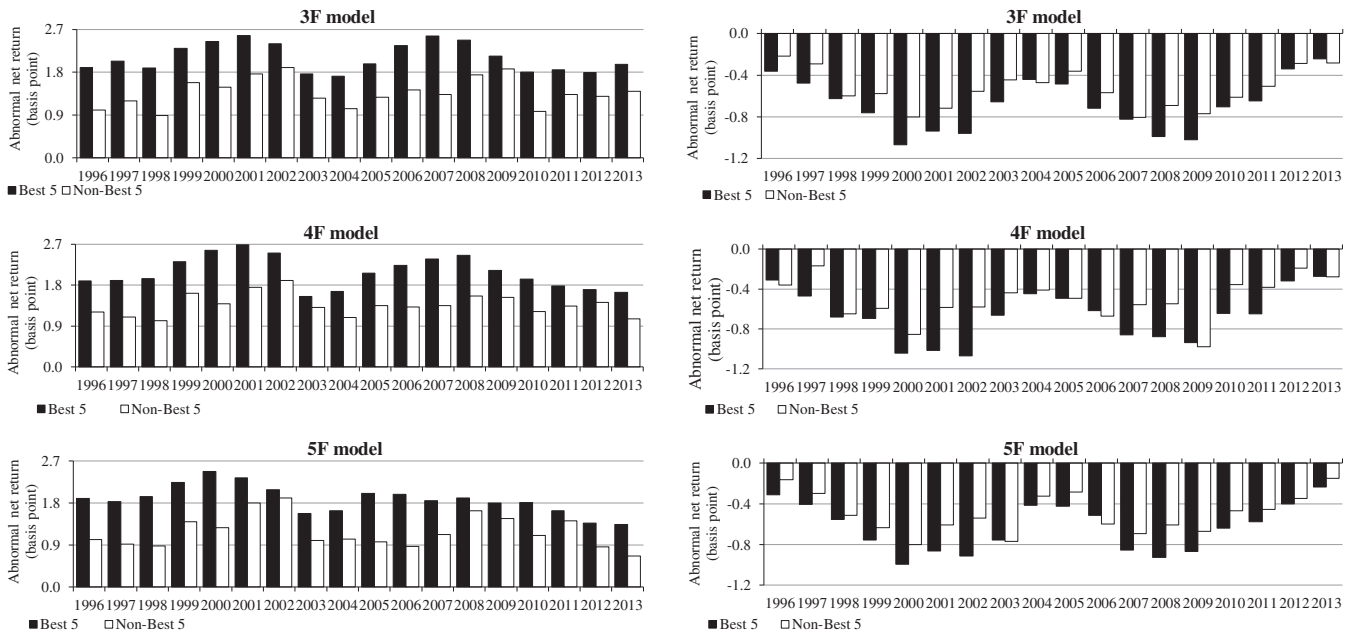 3F model
Abnormal net return
(basis point)
2.7
1.8
0.9
0.0
1996 1997 1998 1999 2000 2001 2002 2003 2004 2005 2006 2007 2008 2009 2010 2011 2012 2013
Best 5 Non-Best 5
3F model
Abnormal net return
(basis point)
0.0
-0.4
-0.8
-1.2
1996 1997 1998 1999 2000 2001 2002 2003 2004 2005 2006 2007 2008 2009 2010 2011 2012 2013
Best 5 Non-Best 5
4F model
Abnormal net return
(basis point)
2.7
1.8
0.9
0.0
1996 1997 1998 1999 2000 2001 2002 2003 2004 2005 2006 2007 2008 2009 2010 2011 2012 2013
Best 5 Non-Best 5
4F model
Abnormal net return
(basis point)
0.0
-0.4
-0.8
-1.2
1996 1997 1998 1999 2000 2001 2002 2003 2004 2005 2006 2007 2008 2009 2010 2011 2012 2013
Best 5 Non-Best 5
5F model
Abnormal net return
(basis point)
2.7
1.8
0.9
0.0
1996 1997 1998 1999 2000 2001 2002 2003 2004 2005 2006 2007 2008 2009 2010 2011 2012 2013
Best 5 Non-Best 5
5F model
Abnormal net return
(basis point)
0.0
-0.4
-0.8
-1.2
1996 1997 1998 1999 2000 2001 2002 2003 2004 2005 2006 2007 2008 2009 2010 2011 2012 2013
Best 5 Non-Best 5